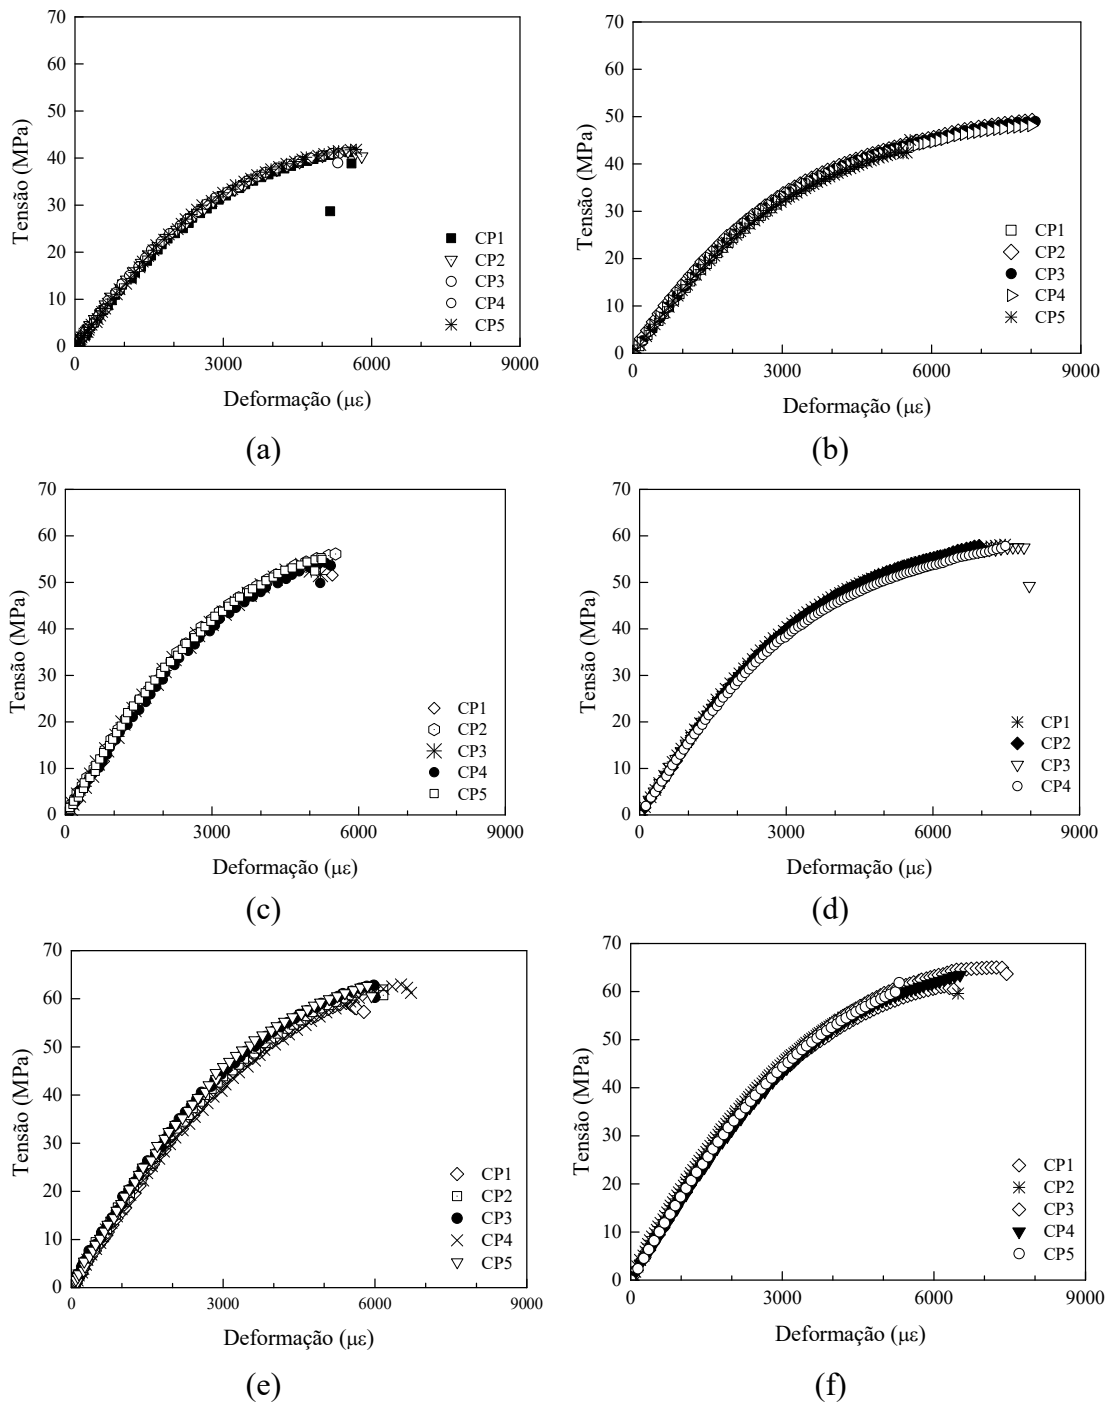 70
60
50
40
30
20
10
0
0 3000 6000 9000
Tensão (MPa)
Deformação (µε)
CP1
CP2
CP3
CP4
CP5
(a)
70
60
50
40
30
20
10
0
0 3000 6000 9000
Tensão (MPa)
Deformação (µε)
CP1
CP2
CP3
CP4
CP5
(b)
70
60
50
40
30
20
10
0
0 3000 6000 9000
Tensão (MPa)
Deformação (µε)
CP1
CP2
CP3
CP4
CP5
(c)
70
60
50
40
30
20
10
0
0 3000 6000 9000
Tensão (MPa)
Deformação (µε)
CP1
CP2
CP3
CP4
(d)
70
60
50
40
30
20
10
0
0 3000 6000 9000
Tensão (MPa)
Deformação (µε)
CP1
CP2
CP3
CP4
CP5
(e)
70
60
50
40
30
20
10
0
0 3000 6000 9000
Tensão (MPa)
Deformação (µε)
CP1
CP2
CP3
CP4
CP5
(f)